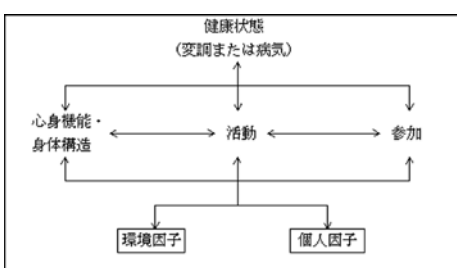 健康状態
(変調または病気)
心身機能・
身体構造
活動
参加
環境因子
個人因子